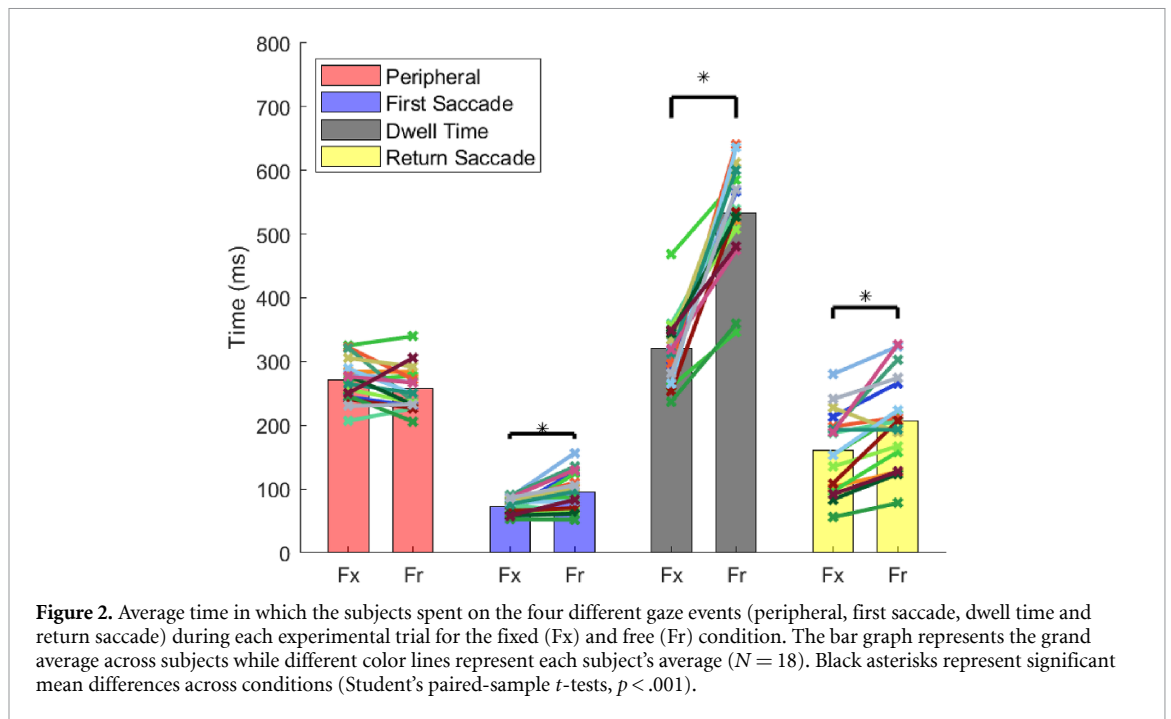 800
700
600
500
400
300
200
100
0
Time (ms)
Peripheral
First Saccade
Dwell Time
Return Saccade
*
*
*
Fx Fr Fx Fr Fx Fr Fx Fr
Figure 2. Average time in which the subjects spent on the four different gaze events (peripheral, first saccade, dwell time and
return saccade) during each experimental trial for the fixed (Fx) and free (Fr) condition. The bar graph represents the grand
average across subjects while different color lines represent each subject's average (N = 18). Black asterisks represent significant
mean differences across conditions (Student's paired-sample t-tests, p < .001).